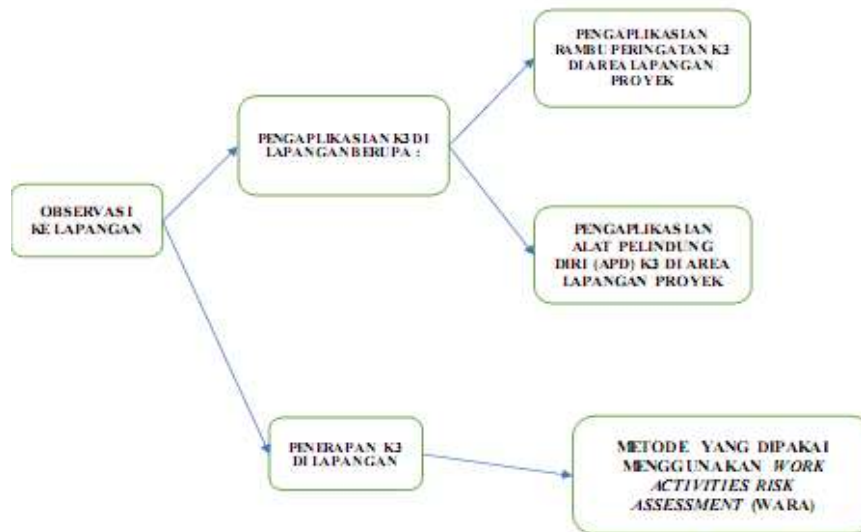 PENGAPLIKASIAN
RAMBU PERINGATAN K3
DI AREA LAPANGAN
PROYEK
PENGAPLIKASIAN K3 DI
LAPANGAN BERUPA :
OBSERVASI
KE LAPANGAN
PENGAPLIKASIAN
ALAT PELINDUNG
DIRI (APD) K3 DI AREA
LAPANGAN PROYEK
PENERAPAN K3
DI LAPANGAN
METODE YANG DIPAKAI
MENGGUNAKAN WORK
ACTIVITIES RISK
ASSESSMENT (WARA)